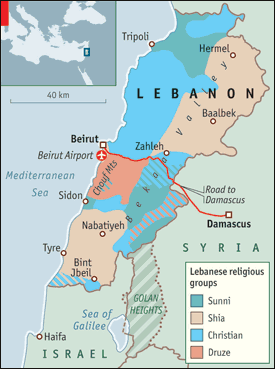 Tripoli
Hermel
LEBANON
40 km
Baalbek
Beirut
Zahleh
Beirut Airport
Bekaa Valley
Chouf Mts
Mediterranean
Sea
Road to
Damascus
Sidon
Damascus
Nabatiyeh
SYRIA
Tyre
Bint
Jbeil
GOLAN
HEIGHTS
Sea of
Galilee
Haifa
ISRAEL
Lebanese religious
groups
Sunni
Shia
Christian
Druze